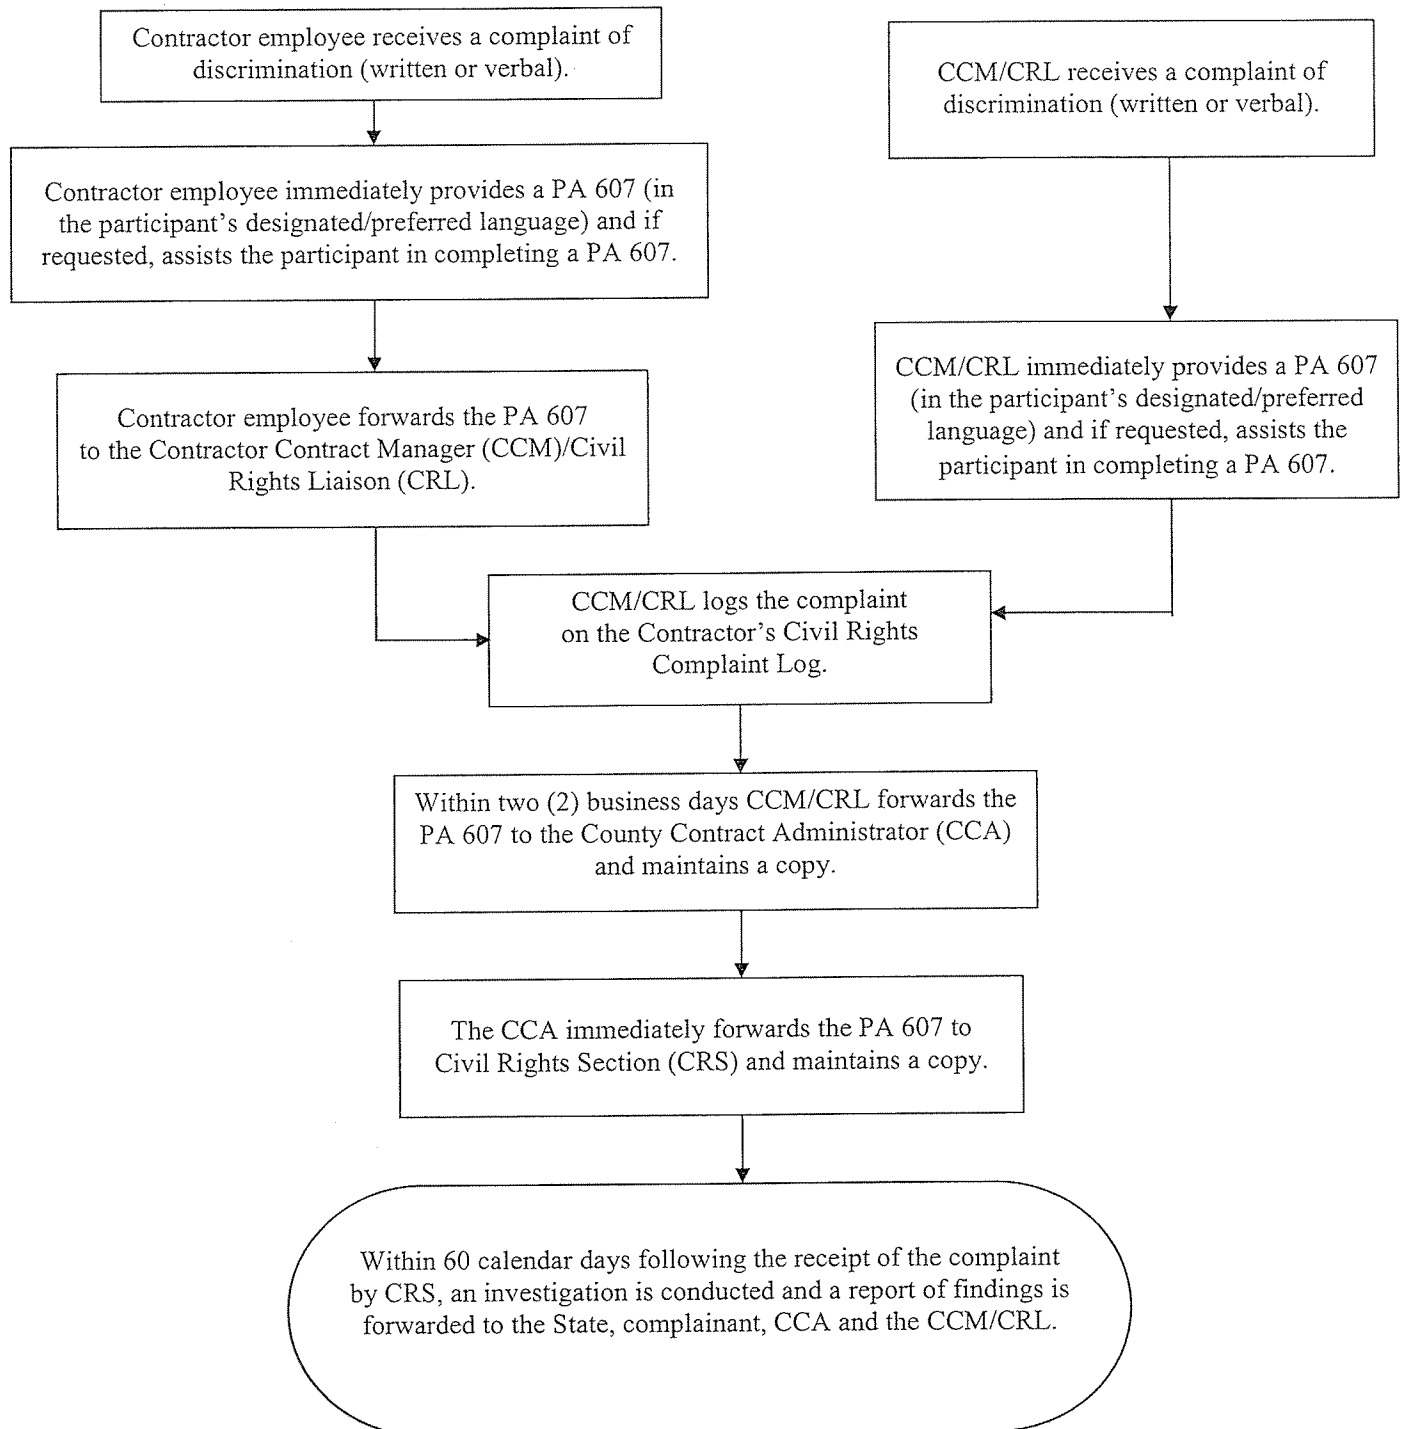 Contractor employee receives a complaint of
discrimination (written or verbal).
CCM/CRL receives a complaint of
discrimination (written or verbal).
Contractor employee immediately provides a PA 607 (in
the participant's designated/preferred language) and if
requested, assists the participant in completing a PA 607.
CCM/CRL immediately provides a PA 607
(in the participant's designated/preferred
language) and if requested, assists the
participant in completing a PA 607.
Contractor employee forwards the PA 607
to the Contractor Contract Manager (CCM)/Civil
Rights Liaison (CRL).
CCM/CRL logs the complaint
on the Contractor's Civil Rights
Complaint Log.
Within two (2) business days CCM/CRL forwards the
PA 607 to the County Contract Administrator (CCA)
and maintains a copy.
The CCA immediately forwards the PA 607 to
Civil Rights Section (CRS) and maintains a copy.
Within 60 calendar days following the receipt of the complaint
by CRS, an investigation is conducted and a report of findings is
forwarded to the State, complainant, CCA and the CCM/CRL.